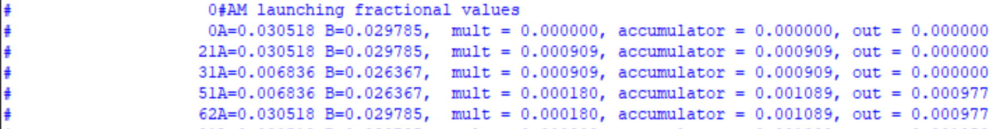 # 0#AM launching fractional values
# 0A=0.030518 B=0.029785, mult = 0.000000, accumulator = 0.000000, out = 0.000000
# 21A=0.030518 B=0.029785, mult = 0.000909, accumulator = 0.000909, out = 0.000000
# 31A=0.006836 B=0.026367, mult = 0.000909, accumulator = 0.000909, out = 0.000000
# 51A=0.006836 B=0.026367, mult = 0.000180, accumulator = 0.001089, out = 0.000977
# 62A=0.030518 B=0.029785, mult = 0.000180, accumulator = 0.001089, out = 0.000977